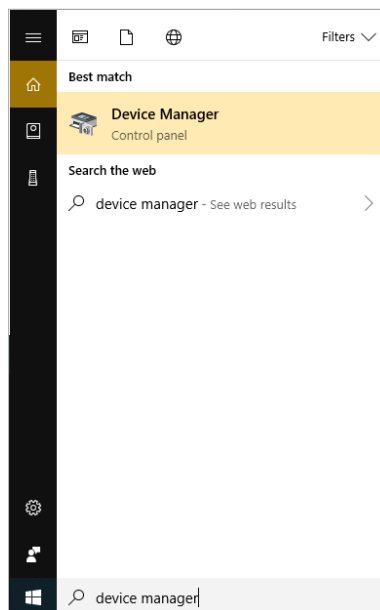 Filters
Best match
Device Manager
Control panel
Search the web
device manager - See web results
device manager